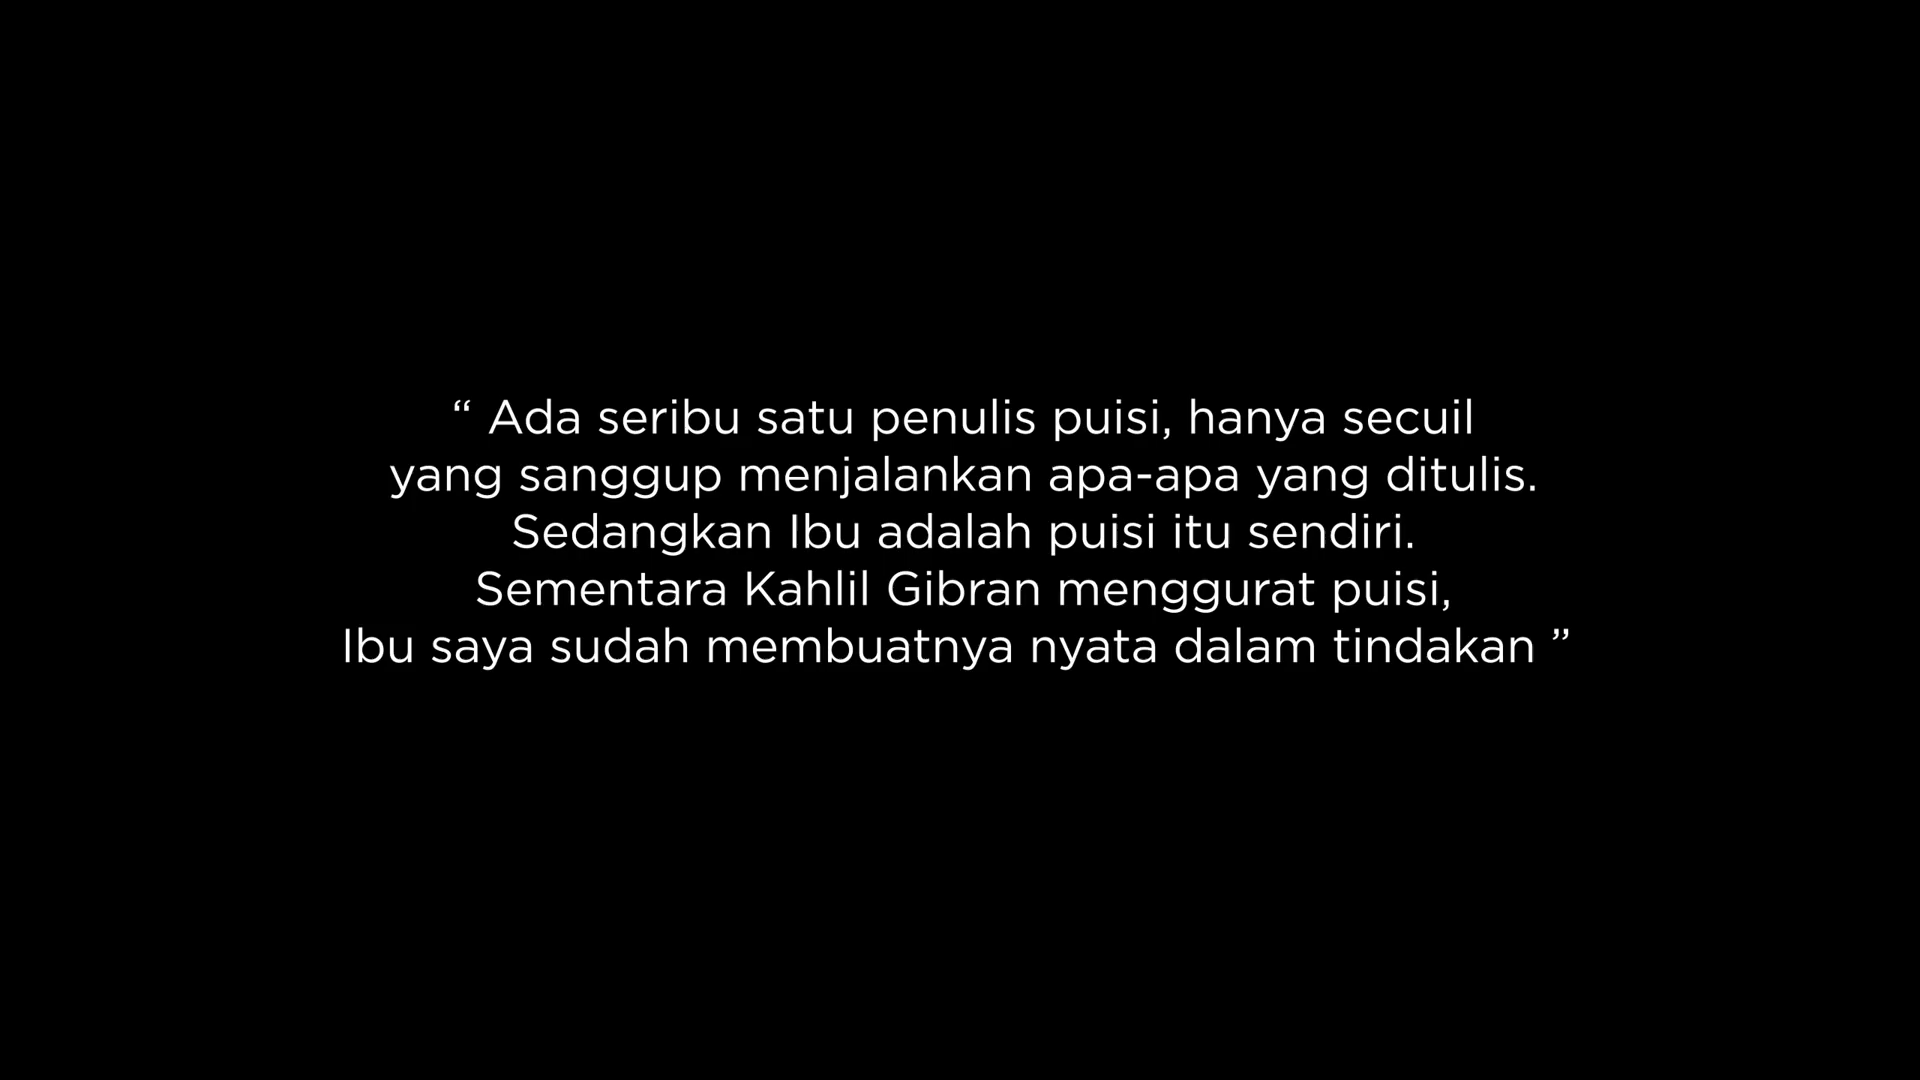 “ Ada seribu satu penulis puisi, hanya secuil
yang sanggup menjalankan apa-apa yang ditulis.
Sedangkan Ibu adalah puisi itu sendiri.
Sementara Kahlil Gibran menggurat puisi,
Ibu saya sudah membuatnya nyata dalam tindakan ”